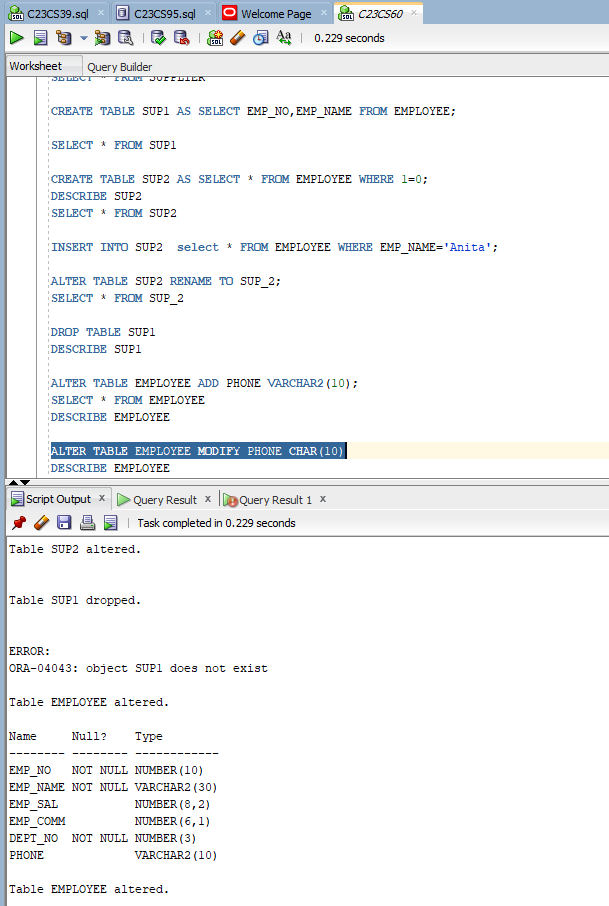 C23CS39.sql × C23CS95.sql × Welcome Page × C23CS60 ×
0.229 seconds
Worksheet Query Builder
SELECT * FROM SUPPLIER
CREATE TABLE SUP1 AS SELECT EMP_NO,EMP_NAME FROM EMPLOYEE;
SELECT * FROM SUP1
CREATE TABLE SUP2 AS SELECT * FROM EMPLOYEE WHERE 1=0;
DESCRIBE SUP2
SELECT * FROM SUP2
INSERT INTO SUP2  select * FROM EMPLOYEE WHERE EMP_NAME='Anita';
ALTER TABLE SUP2 RENAME TO SUP_2;
SELECT * FROM SUP_2
DROP TABLE SUP1
DESCRIBE SUP1
ALTER TABLE EMPLOYEE ADD PHONE VARCHAR2(10);
SELECT * FROM EMPLOYEE
DESCRIBE EMPLOYEE
ALTER TABLE EMPLOYEE MODIFY PHONE CHAR(10)
DESCRIBE EMPLOYEE
Script Output × Query Result × Query Result 1 ×
Task completed in 0.229 seconds
Table SUP2 altered.
Table SUP1 dropped.
ERROR:
ORA-04043: object SUP1 does not exist
Table EMPLOYEE altered.
Name     Null?    Type
-------- -------- ------------
EMP_NO   NOT NULL NUMBER(10)
EMP_NAME NOT NULL VARCHAR2(30)
EMP_SAL           NUMBER(8,2)
EMP_COMM          NUMBER(6,1)
DEPT_NO  NOT NULL NUMBER(3)
PHONE             VARCHAR2(10)
Table EMPLOYEE altered.